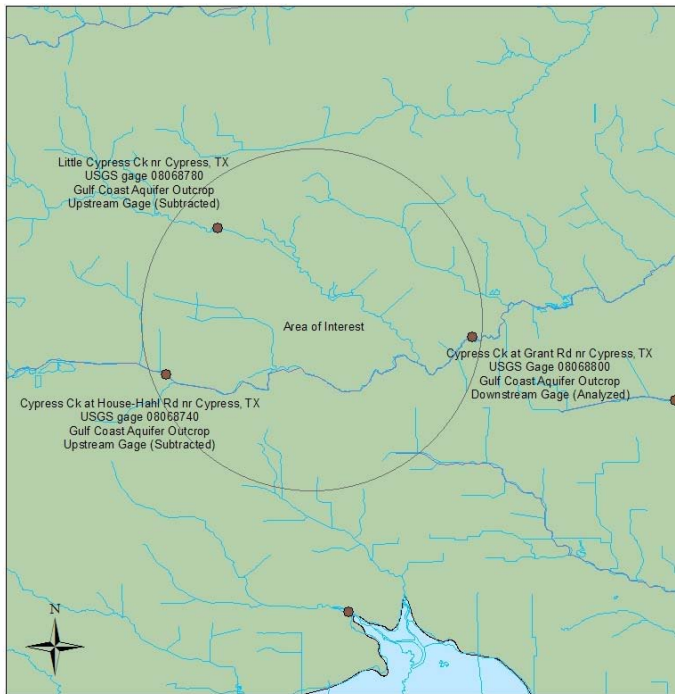 Little Cypress Ck nr Cypress, TX
USGS gage 08068780
Gulf Coast Aquifer Outcrop
Upstream Gage (Subtracted)
Area of Interest
Cypress Ck at Grant Rd nr Cypress, TX
USGS Gage 08068800
Gulf Coast Aquifer Outcrop
Downstream Gage (Analyzed)
Cypress Ck at House-Hahl Rd nr Cypress, TX
USGS gage 08068740
Gulf Coast Aquifer Outcrop
Upstream Gage (Subtracted)
N